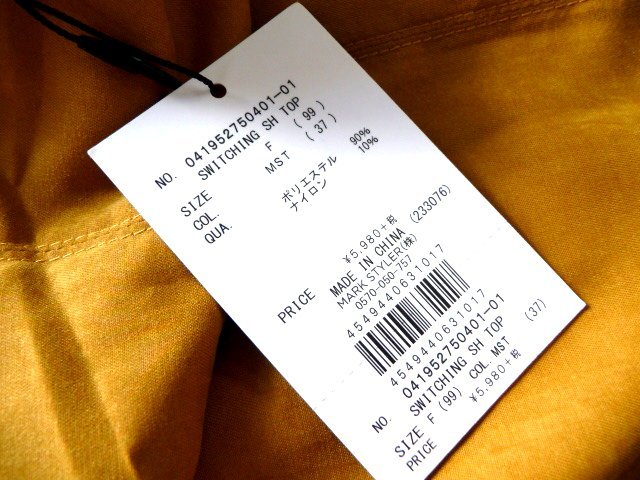 NO. 041952750401-01
SWITCHING SH TOP
SIZE F (99)
COL. MST (37)
QUA. ポリエステル 90%
ナイロン 10%
PRICE ¥5,980+税
MADE IN CHINA (233076)
MARK STYLER(株)
0570-050-757
4549440631017
4549440631017
NO. 041952750401-01
SWITCHING SH TOP
SIZE F (99) COL. MST (37)
PRICE ¥5,980+税